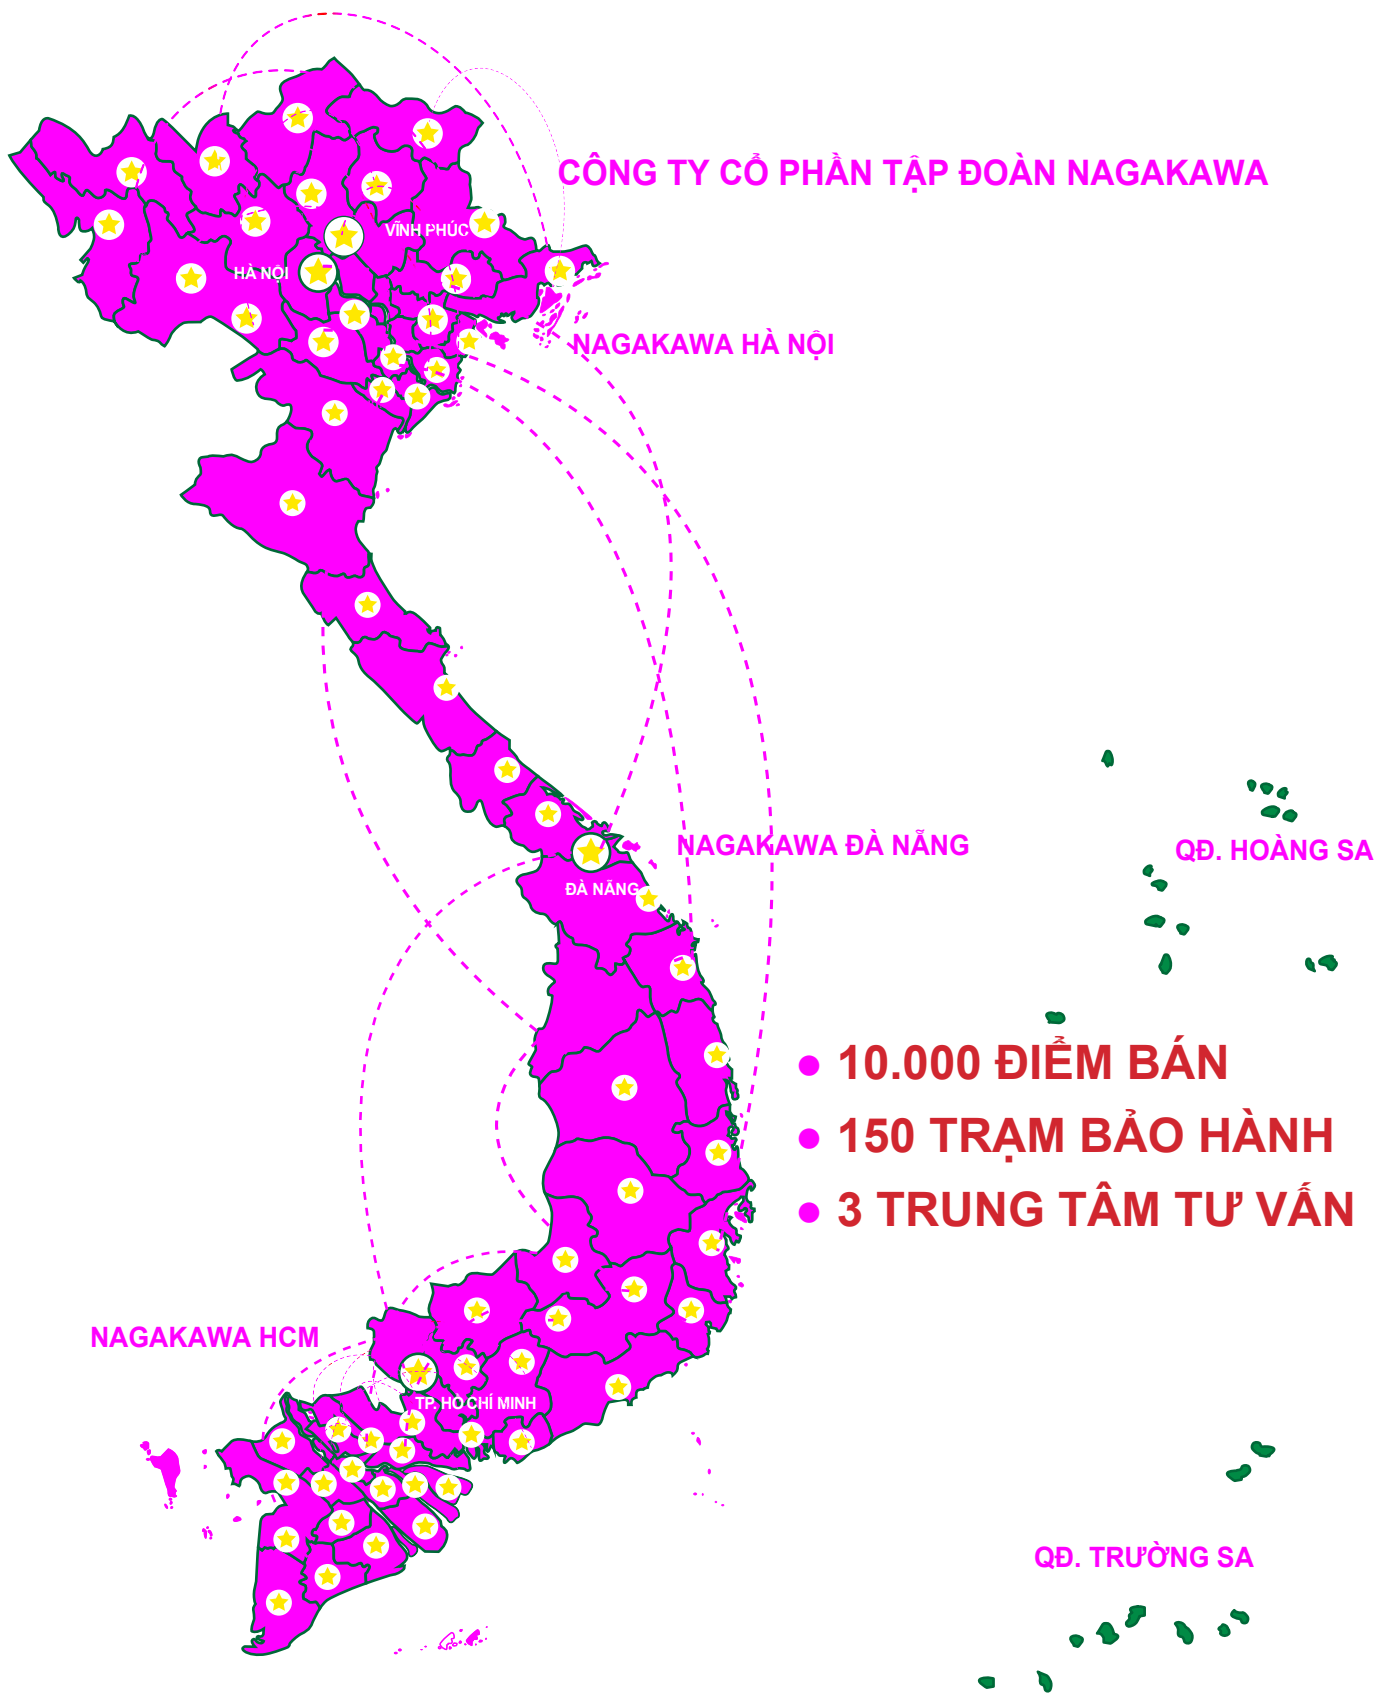 CÔNG TY CỔ PHẦN TẬP ĐOÀN NAGAKAWA
VĨNH PHÚC
HÀ NỘI
NAGAKAWA HÀ NỘI
NAGAKAWA ĐÀ NẴNG
QĐ. HOÀNG SA
ĐÀ NĂNG
10.000 ĐIỂM BÁN
150 TRẠM BẢO HÀNH
3 TRUNG TÂM TƯ VẤN
NAGAKAWA HCM
TP. HỒ CHÍ MINH
QĐ. TRƯỜNG SA